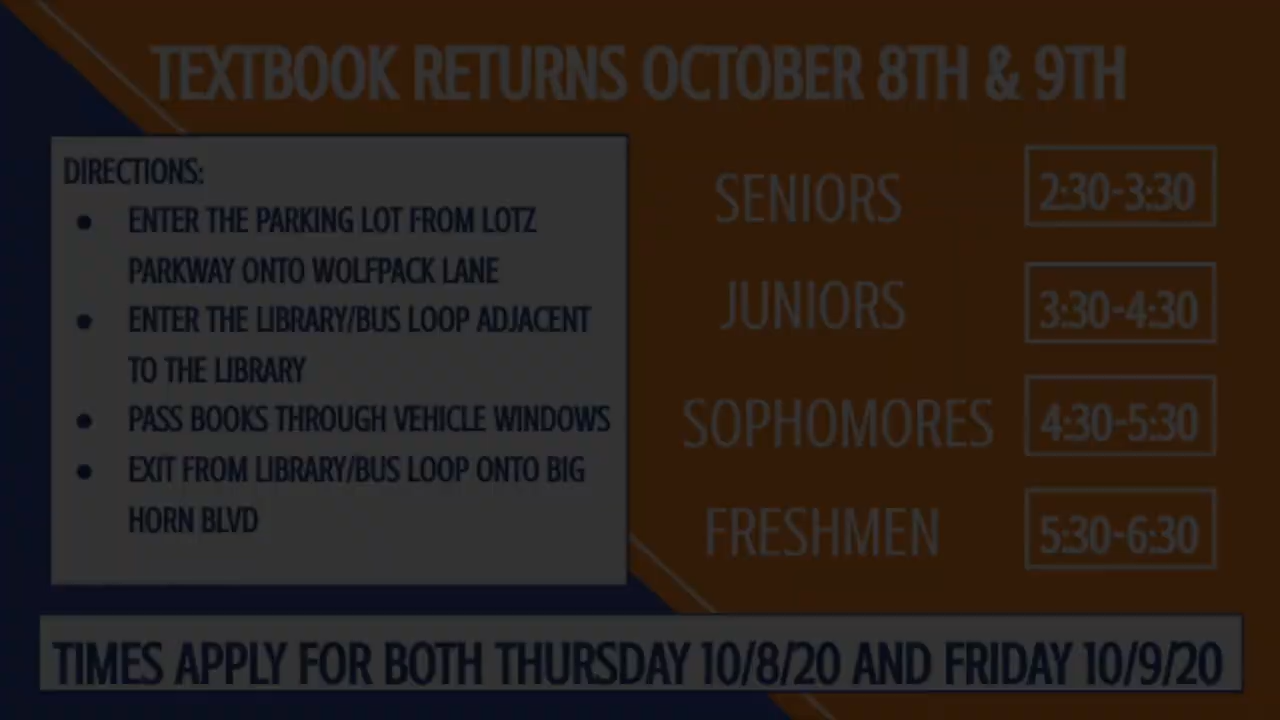 TEXTBOOK RETURNS OCTOBER 8TH & 9TH
DIRECTIONS:
● ENTER THE PARKING LOT FROM LOTZ
PARKWAY ONTO WOLFPACK LANE
● ENTER THE LIBRARY/BUS LOOP ADJACENT
TO THE LIBRARY
● PASS BOOKS THROUGH VEHICLE WINDOWS
● EXIT FROM LIBRARY/BUS LOOP ONTO BIG
HORN BLVD
SENIORS 2:30-3:30
JUNIORS 3:30-4:30
SOPHOMORES 4:30-5:30
FRESHMEN 5:30-6:30
TIMES APPLY FOR BOTH THURSDAY 10/8/20 AND FRIDAY 10/9/20